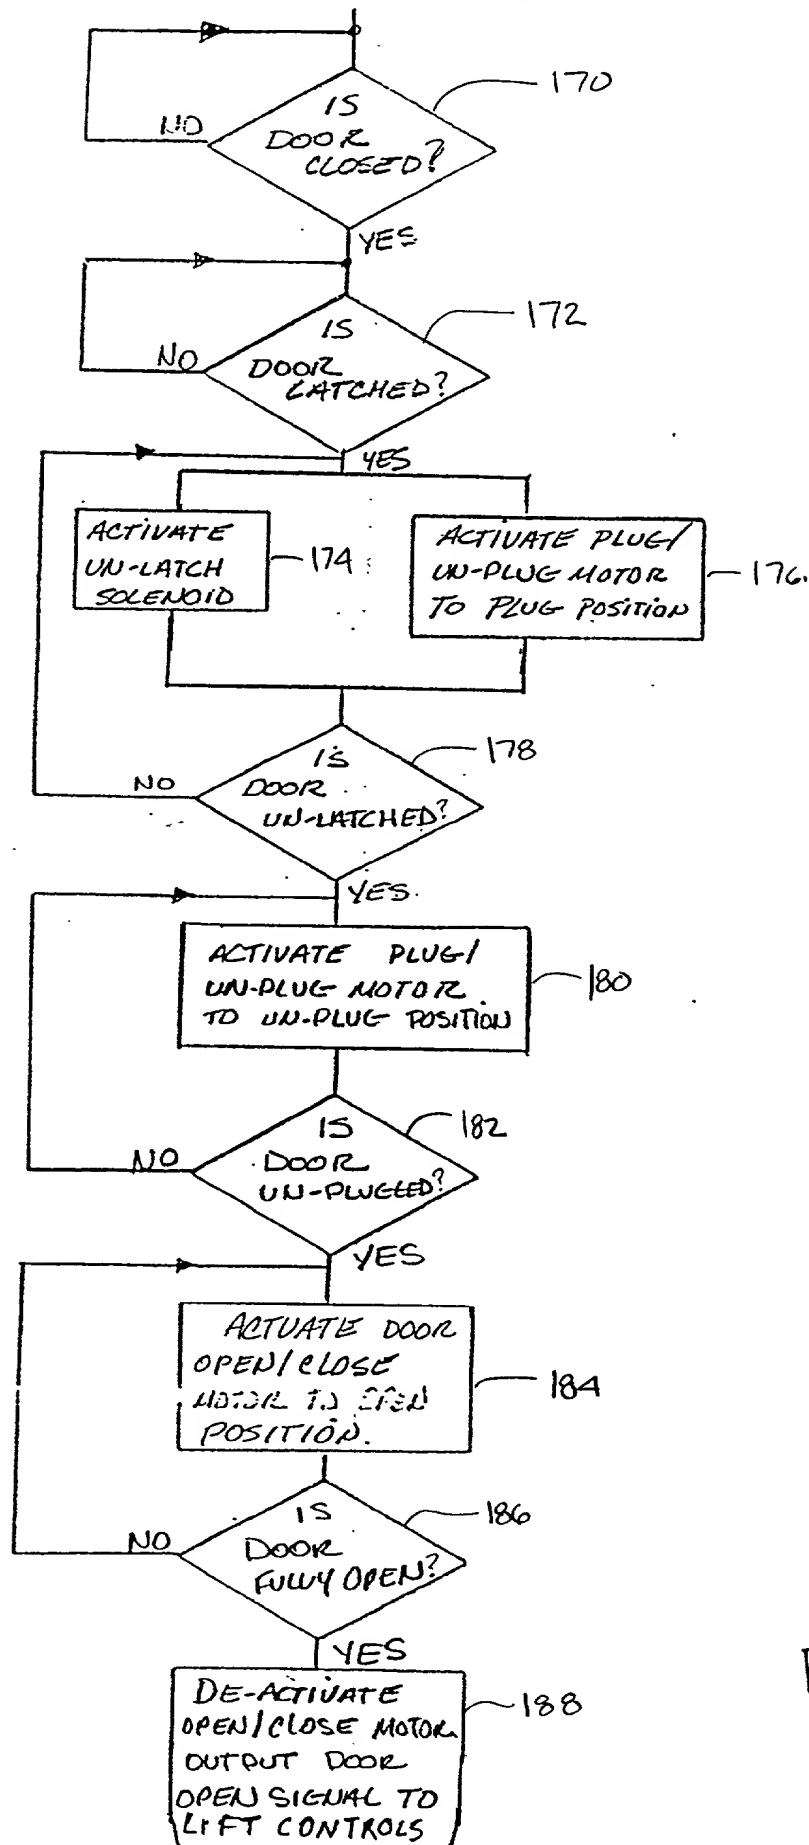 170
IS
DOOR
CLOSED?
NO
YES
172
IS
DOOR
LATCHED?
NO
YES
ACTIVATE
UN-LATCH
SOLENOID
174
ACTIVATE PLUG/
UN-PLUG MOTOR
TO PLUG POSITION
176.
178
IS
DOOR
UN-LATCHED?
NO
YES.
ACTIVATE PLUG/
UN-PLUG MOTOR
TO UN-PLUG POSITION
180
182
IS
DOOR
UN-PLUGGED?
NO
YES
ACTUATE DOOR
OPEN/CLOSE
MOTOR TO OPEN
POSITION.
184
186
IS
DOOR
FULLY OPEN?
NO
YES
DE-ACTIVATE
OPEN/CLOSE MOTOR.
OUTPUT DOOR
OPEN SIGNAL TO
LIFT CONTROLS
188